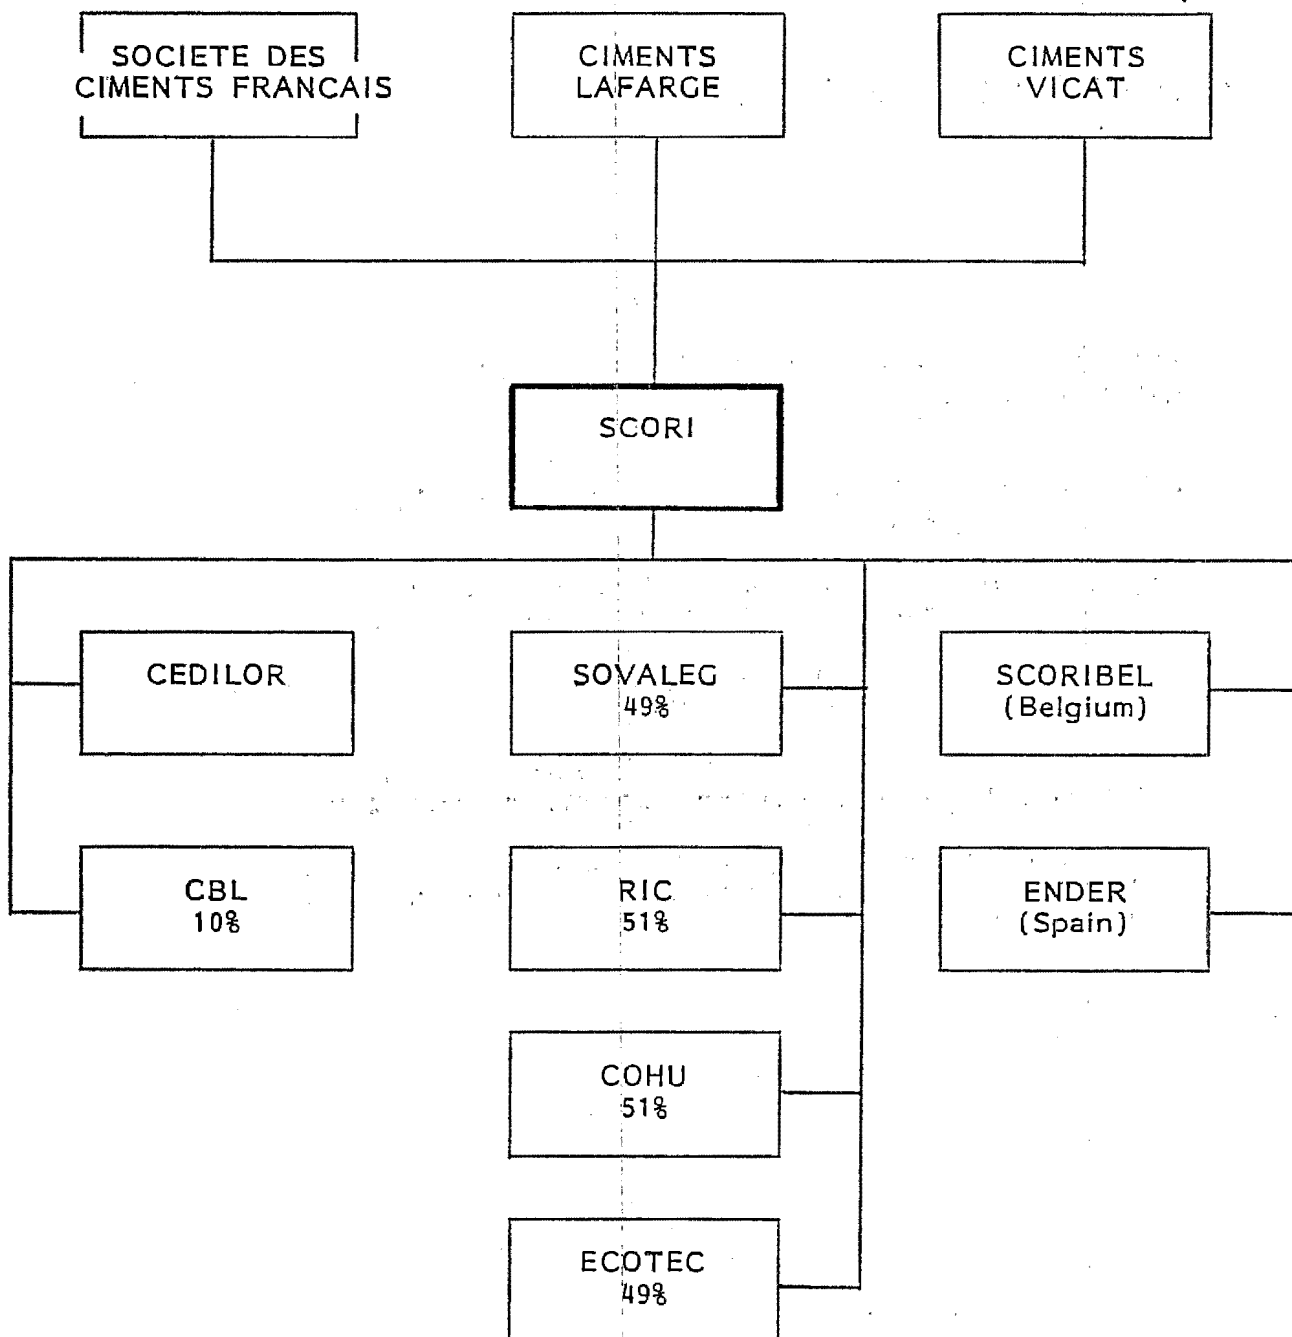 SOCIETE DES
CIMENTS FRANCAIS
CIMENTS
LAFARGE
CIMENTS
VICAT
SCORI
CEDILOR
SOVALEG
49%
SCORIBEL
(Belgium)
CBL
10%
RIC
51%
ENDER
(Spain)
COHU
51%
ECOTEC
49%